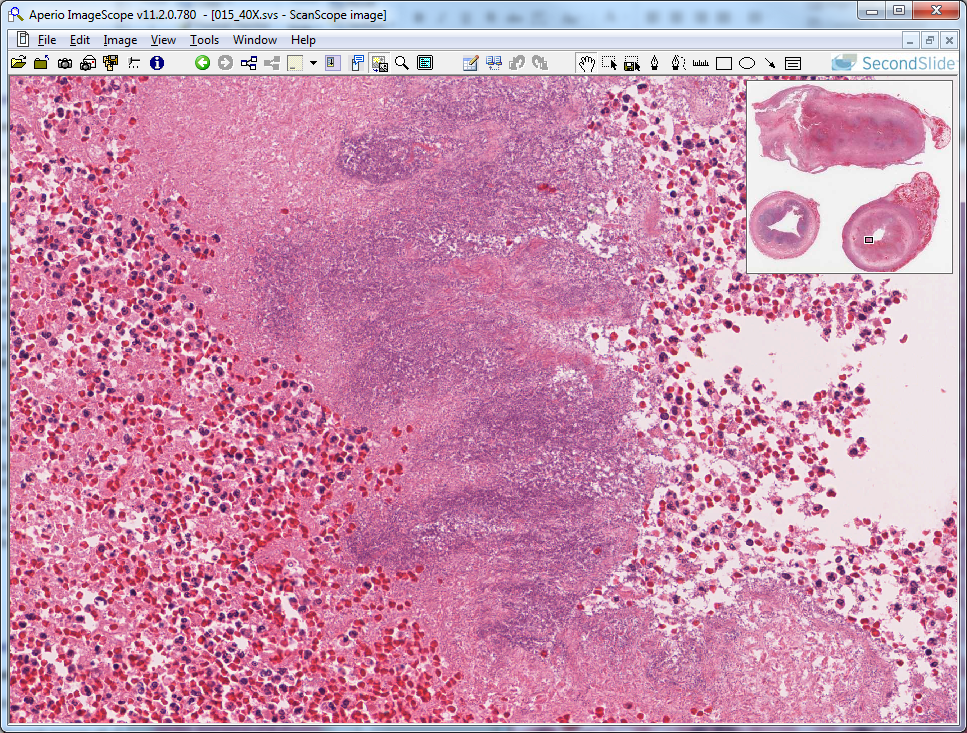 Aperio ImageScope v11.2.0.780 - [015_40X.svs - ScanScope image]
File Edit Image View Tools Window Help
SecondSlide